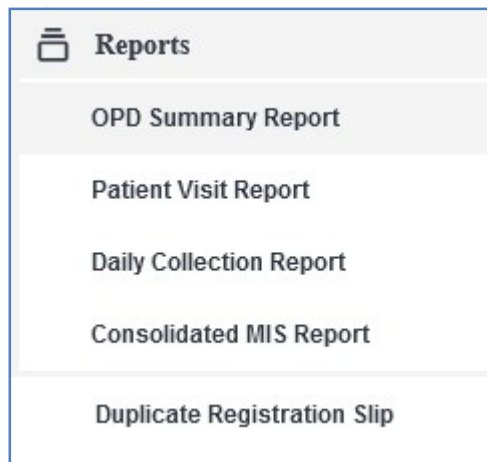 Reports
OPD Summary Report
Patient Visit Report
Daily Collection Report
Consolidated MIS Report
Duplicate Registration Slip